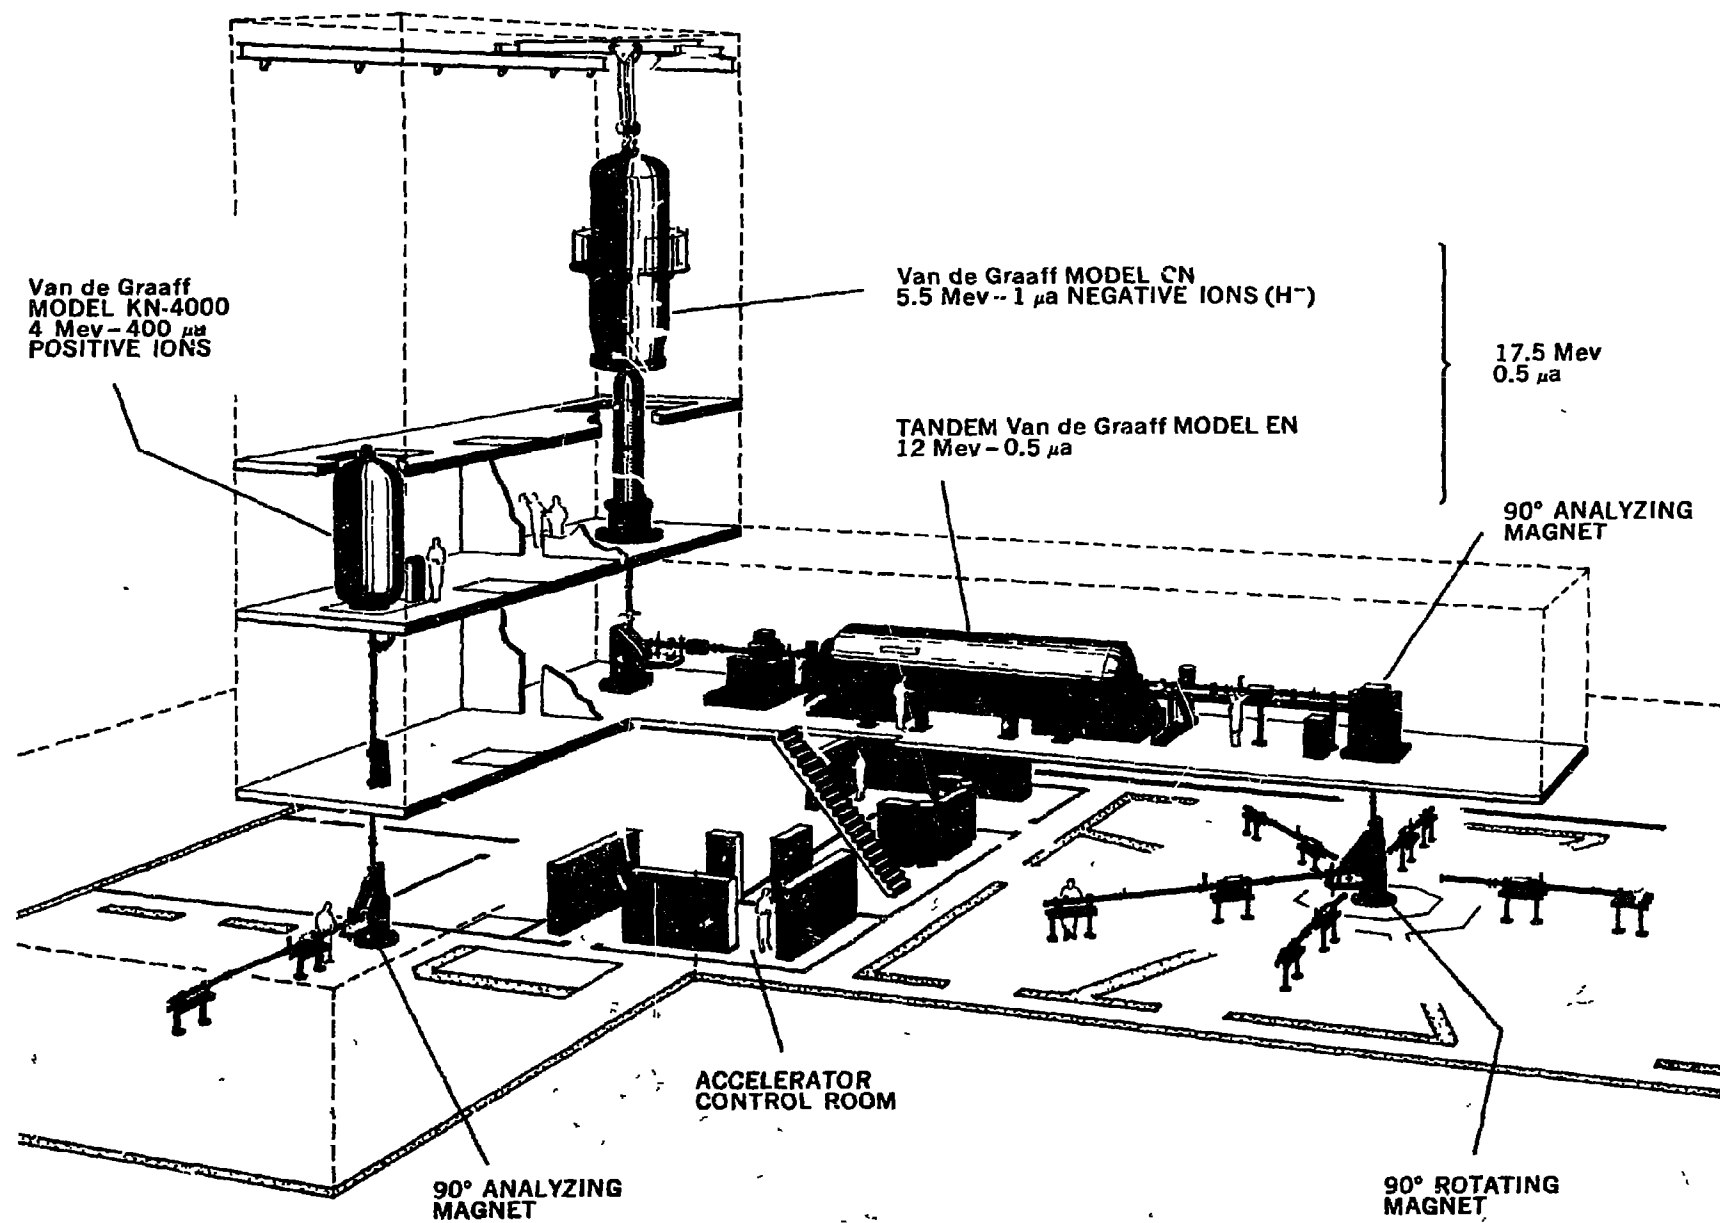 Van de Graaff
MODEL KN-4000
4 Mev–400 μa
POSITIVE IONS
Van de Graaff MODEL CN
5.5 Mev--1 μa NEGATIVE IONS (H⁻)
17.5 Mev
0.5 μa
TANDEM Van de Graaff MODEL EN
12 Mev–0.5 μa
90° ANALYZING
MAGNET
ACCELERATOR
CONTROL ROOM
90° ANALYZING
MAGNET
90° ROTATING
MAGNET